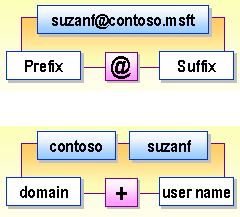 suzanf@contoso.msft
Prefix @ Suffix
contoso suzanf
domain + user name